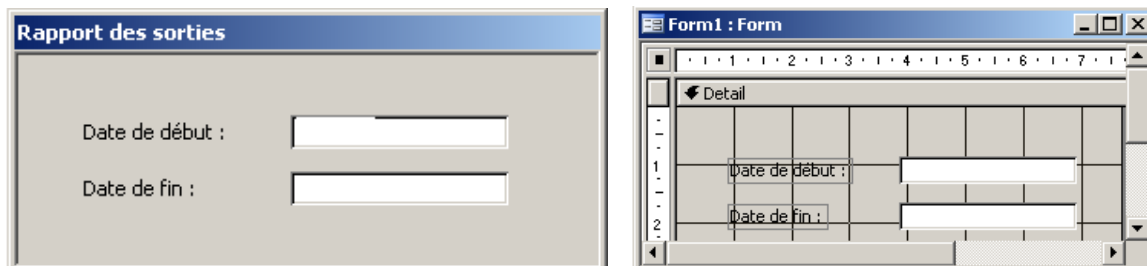 Rapport des sorties
Date de début :
Date de fin :
Form1 : Form
1 2 3 4 5 6 7
Detail
1
Date de début :
Date de fin :
2